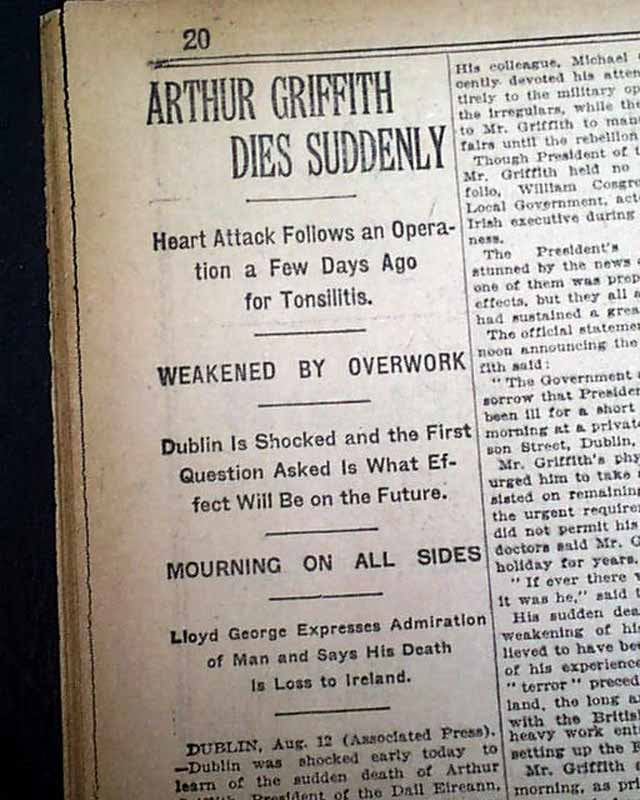 20
ARTHUR GRIFFITH
DIES SUDDENLY
Heart Attack Follows an Opera-
tion a Few Days Ago
for Tonsilitis.
WEAKENED BY OVERWORK
Dublin Is Shocked and the First
Question Asked Is What Ef-
fect Will Be on the Future.
MOURNING ON ALL SIDES
Lloyd George Expresses Admiration
of Man and Says His Death
Is Loss to Ireland.
DUBLIN, Aug. 12 (Associated Press).
—Dublin was shocked early today to
learn of the sudden death of Arthur
President of the Dail Eireann,
His colleague, Michael
cently devoted his atten
tirely to the military op
the irregulars, while the
to Mr. Griffith to man
fairs until the rebellion
Though President of t
Mr. Griffith held no
folio, William Cosgr
Local Government, act
Irish executive during
ness.
The President's
stunned by the news
one of them was prep
effects, but they all a
had sustained a grea
The official statemen
noon announcing the
fith said:
"The Government
sorrow that Presiden
been ill for a short
morning at a private
son Street, Dublin,
Mr. Griffith's phy
urged him to take
sisted on remaining
the urgent require
did not permit his
doctors said Mr. G
holiday for years.
"If ever there
it was he," said t
His sudden dea
weakening of his
lieved to have be
of his experience
"terror" preced
land, the long a
with the British
heavy work ent
setting up the
Mr. Griffith
morning, as pri